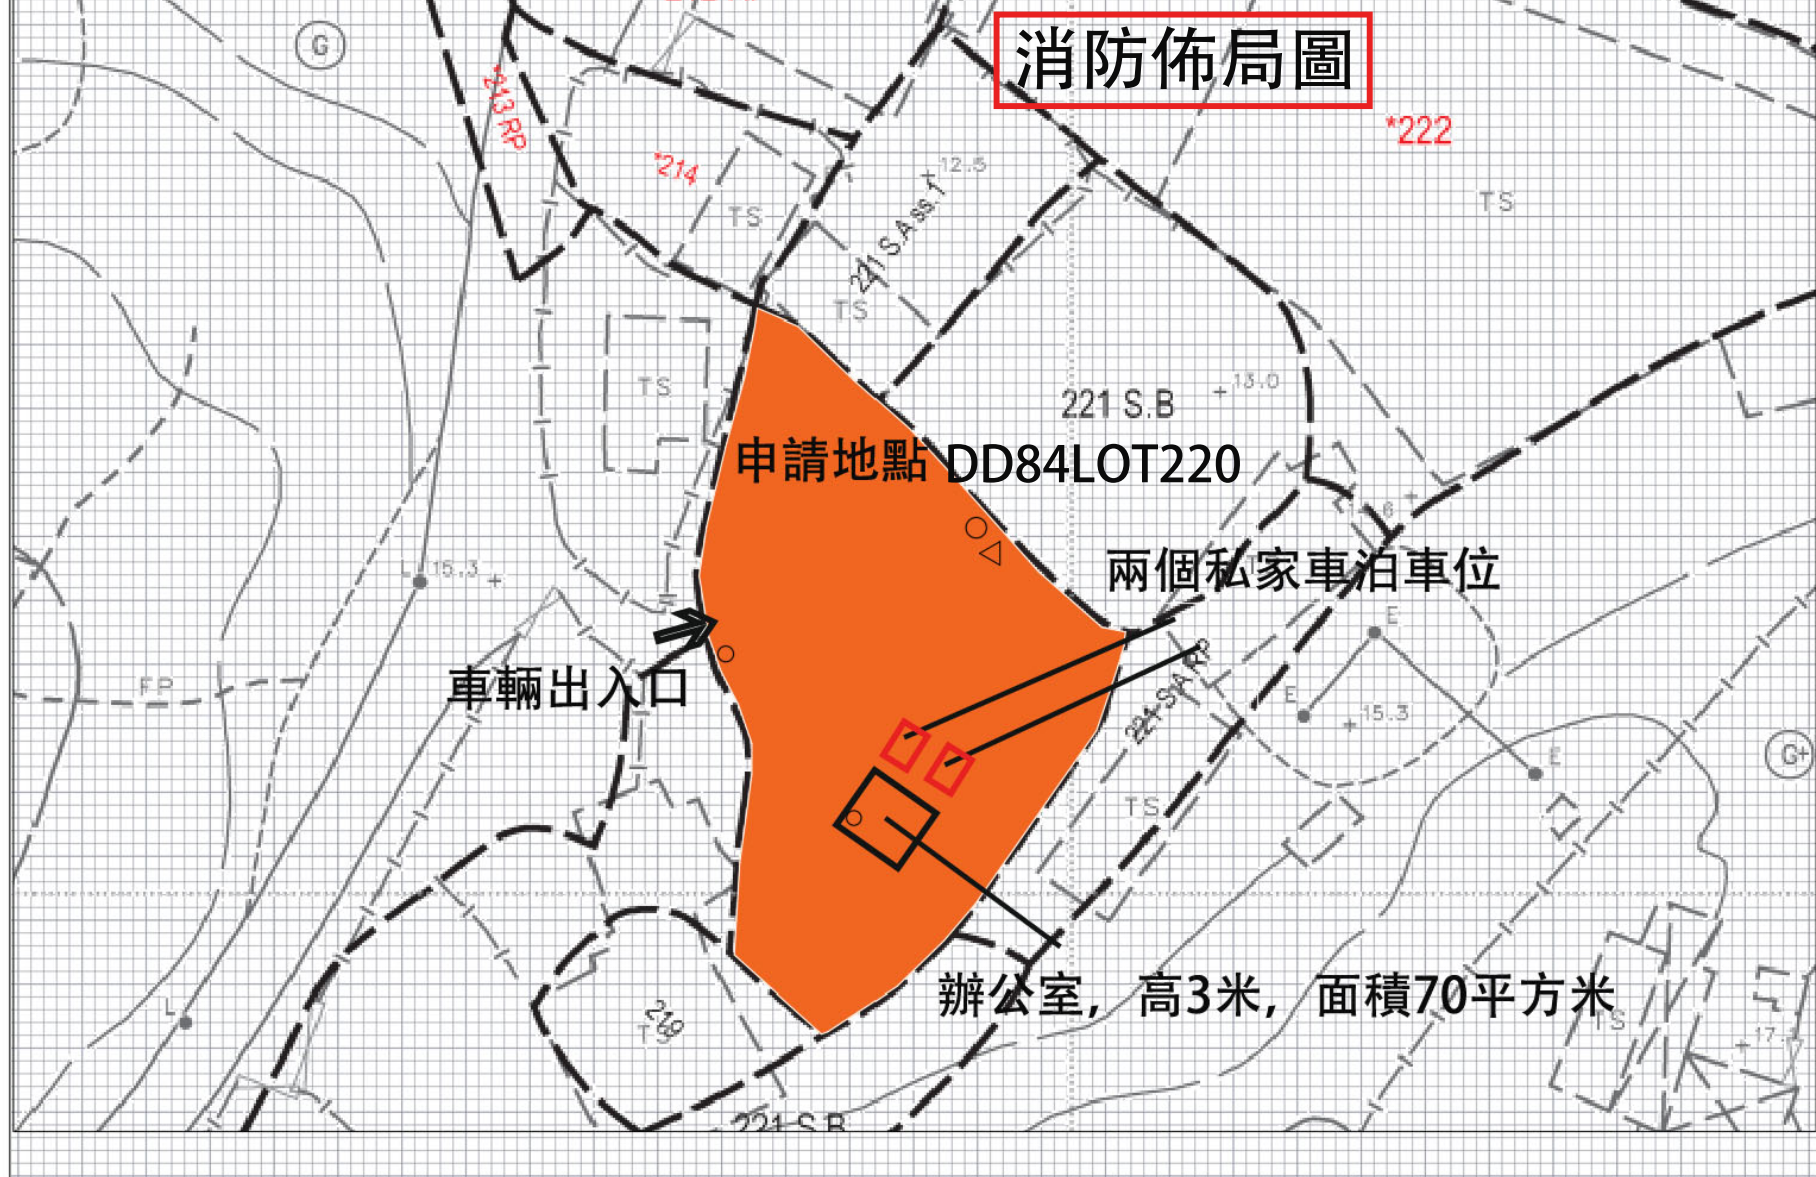 G
消防佈局圖
*213 RP
*214
*222
12.5
TS
TS
221 S.A ss.1
TS
TS
221 S.B
13.0
申請地點 DD84LOT220
L
15.3
兩個私家車泊車位
E
車輛出入口
FP
221 S.A RP
E
15.3
E
G+
TS
辦公室，高3米，面積70平方米
L
219
TS
TS
17.
221 S.B